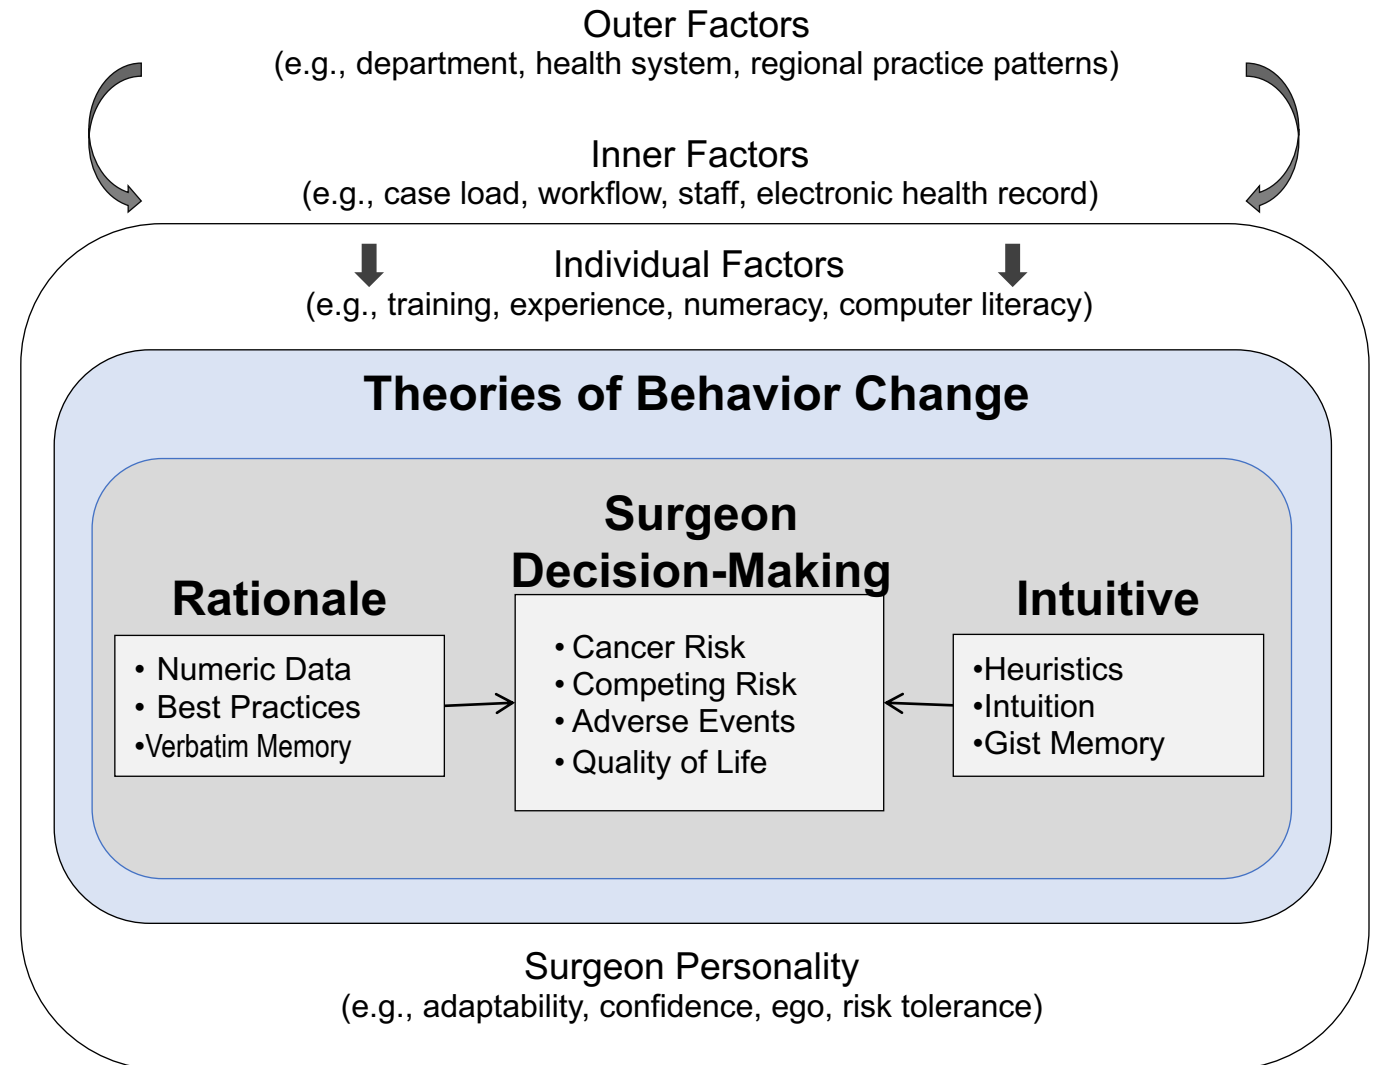 Outer Factors
(e.g., department, health system, regional practice patterns)
Inner Factors
(e.g., case load, workflow, staff, electronic health record)
Individual Factors
(e.g., training, experience, numeracy, computer literacy)
Theories of Behavior Change
Surgeon
Decision-Making
Rationale
• Numeric Data
• Best Practices
•Verbatim Memory
• Cancer Risk
• Competing Risk
• Adverse Events
• Quality of Life
Intuitive
•Heuristics
•Intuition
•Gist Memory
Surgeon Personality
(e.g., adaptability, confidence, ego, risk tolerance)